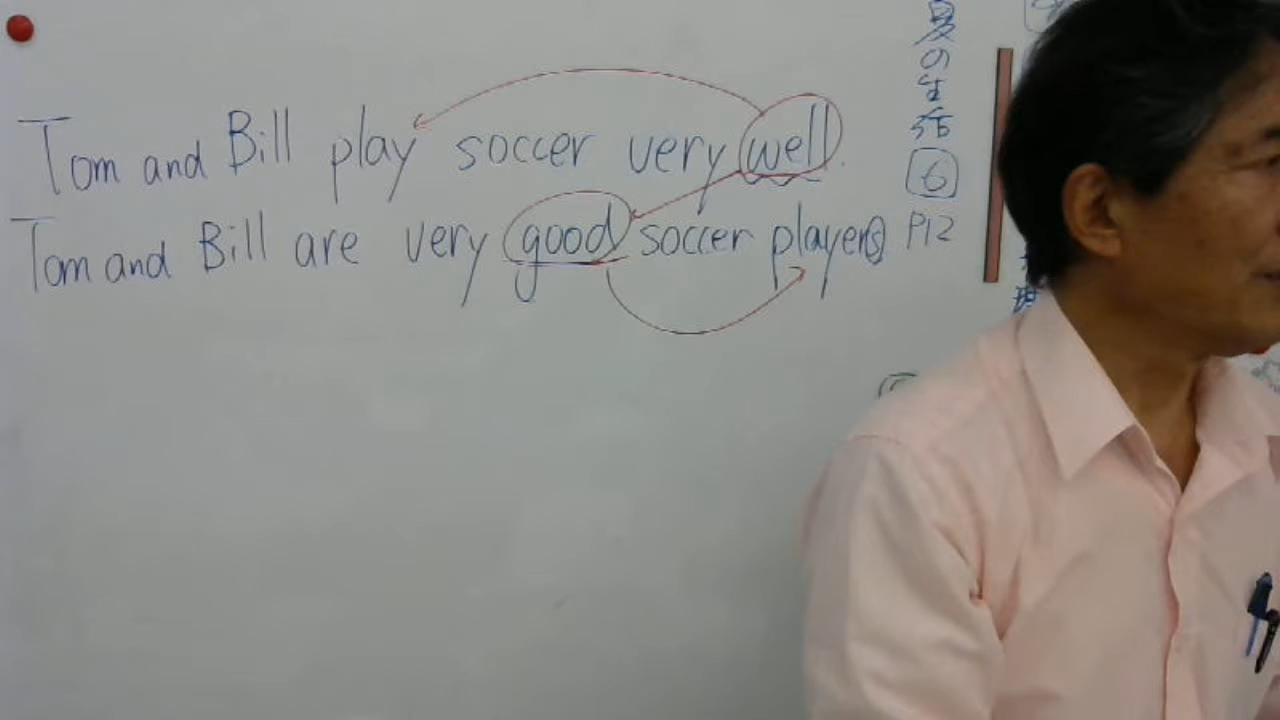 Tom and Bill play soccer very well.
Tom and Bill are very good soccer players
夏の生活
6
P12